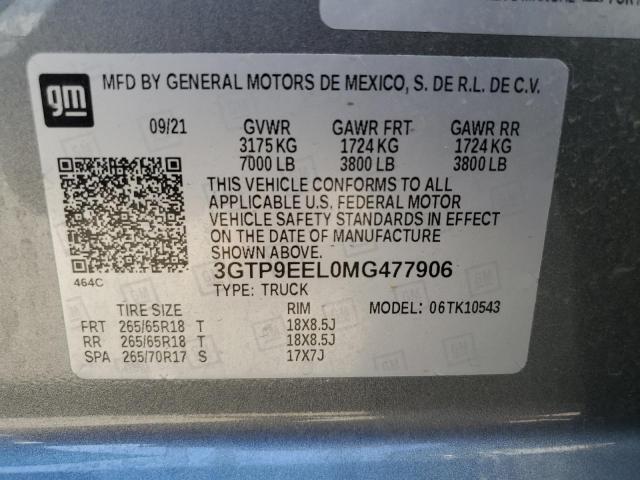 gm
MFD BY GENERAL MOTORS DE MEXICO, S. DE R.L. DE C.V.
09/21 GVWR GAWR FRT GAWR RR
3175 KG 1724 KG 1724 KG
7000 LB 3800 LB 3800 LB
THIS VEHICLE CONFORMS TO ALL
APPLICABLE U.S. FEDERAL MOTOR
VEHICLE SAFETY STANDARDS IN EFFECT
ON THE DATE OF MANUFACTURE
SHOWN ABOVE.
464C
3GTP9EEL0MG477906
TYPE: TRUCK
TIRE SIZE RIM MODEL: 06TK10543
FRT 265/65R18 T 18X8.5J
RR 265/65R18 T 18X8.5J
SPA 265/70R17 S 17X7J